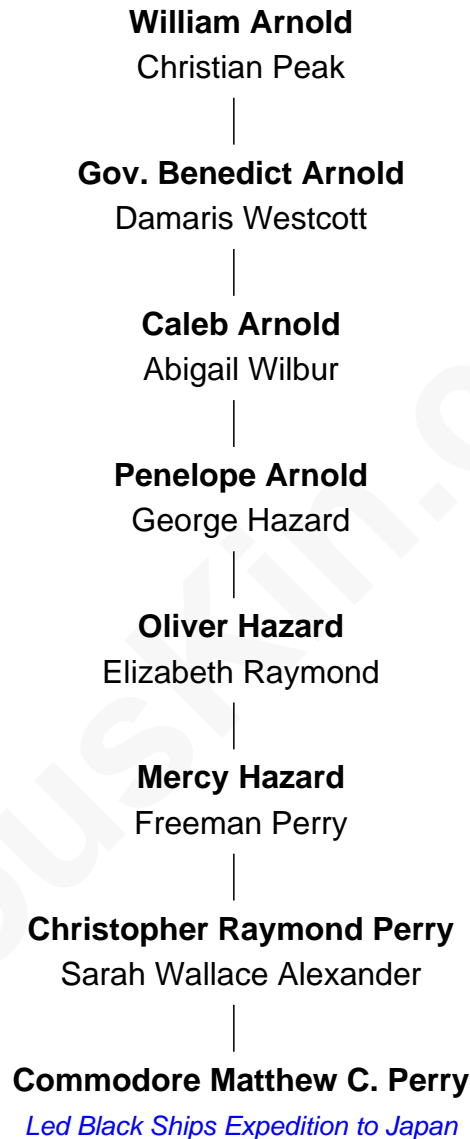 William Arnold
Christian Peak
Gov. Benedict Arnold
Damaris Westcott
Caleb Arnold
Abigail Wilbur
Penelope Arnold
George Hazard
Oliver Hazard
Elizabeth Raymond
Mercy Hazard
Freeman Perry
Christopher Raymond Perry
Sarah Wallace Alexander
Commodore Matthew C. Perry
Led Black Ships Expedition to Japan